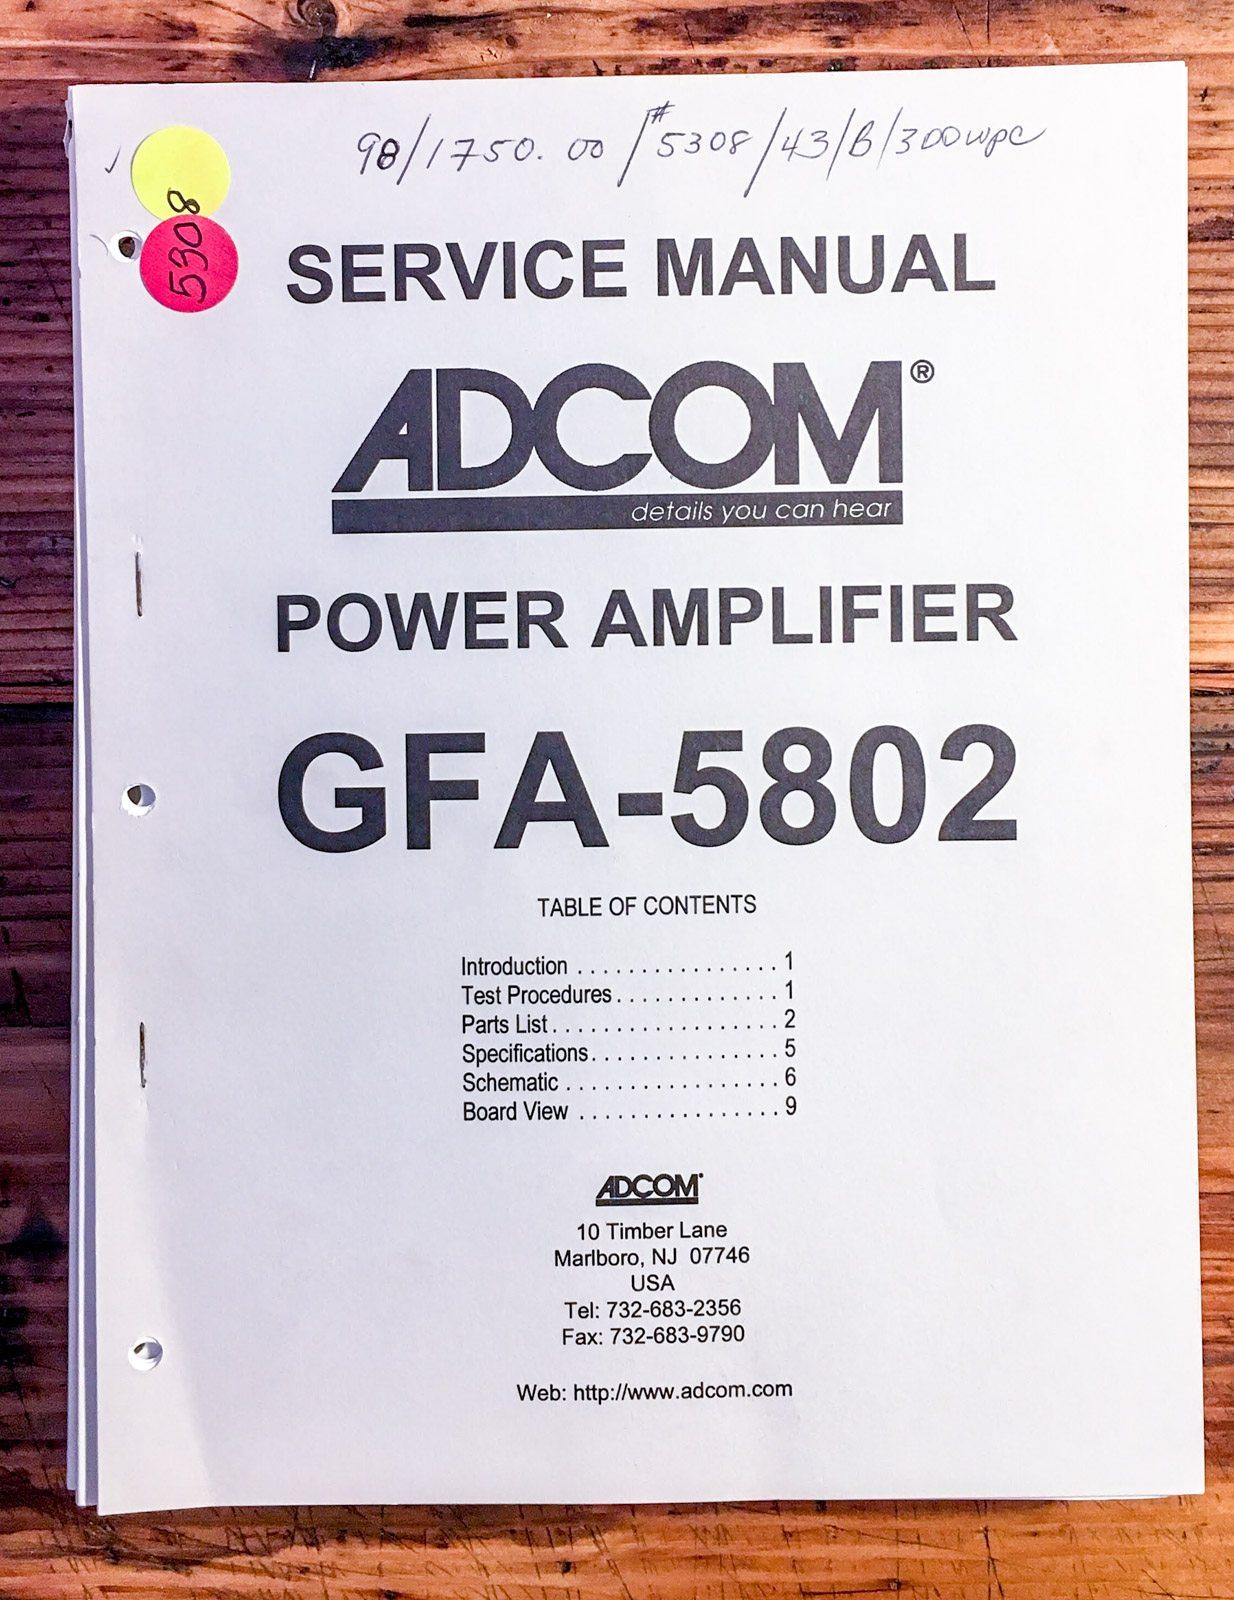 98/1750.00/#5308/43/B/300wpc
5308
SERVICE MANUAL
ADCOM®
details you can hear
POWER AMPLIFIER
GFA-5802
TABLE OF CONTENTS
Introduction . . . . . . . . . . . . . . . . 1
Test Procedures . . . . . . . . . . . . . 1
Parts List . . . . . . . . . . . . . . . . . . 2
Specifications . . . . . . . . . . . . . . . 5
Schematic . . . . . . . . . . . . . . . . . 6
Board View . . . . . . . . . . . . . . . . 9
ADCOM
10 Timber Lane
Marlboro, NJ 07746
USA
Tel: 732-683-2356
Fax: 732-683-9790
Web: http://www.adcom.com